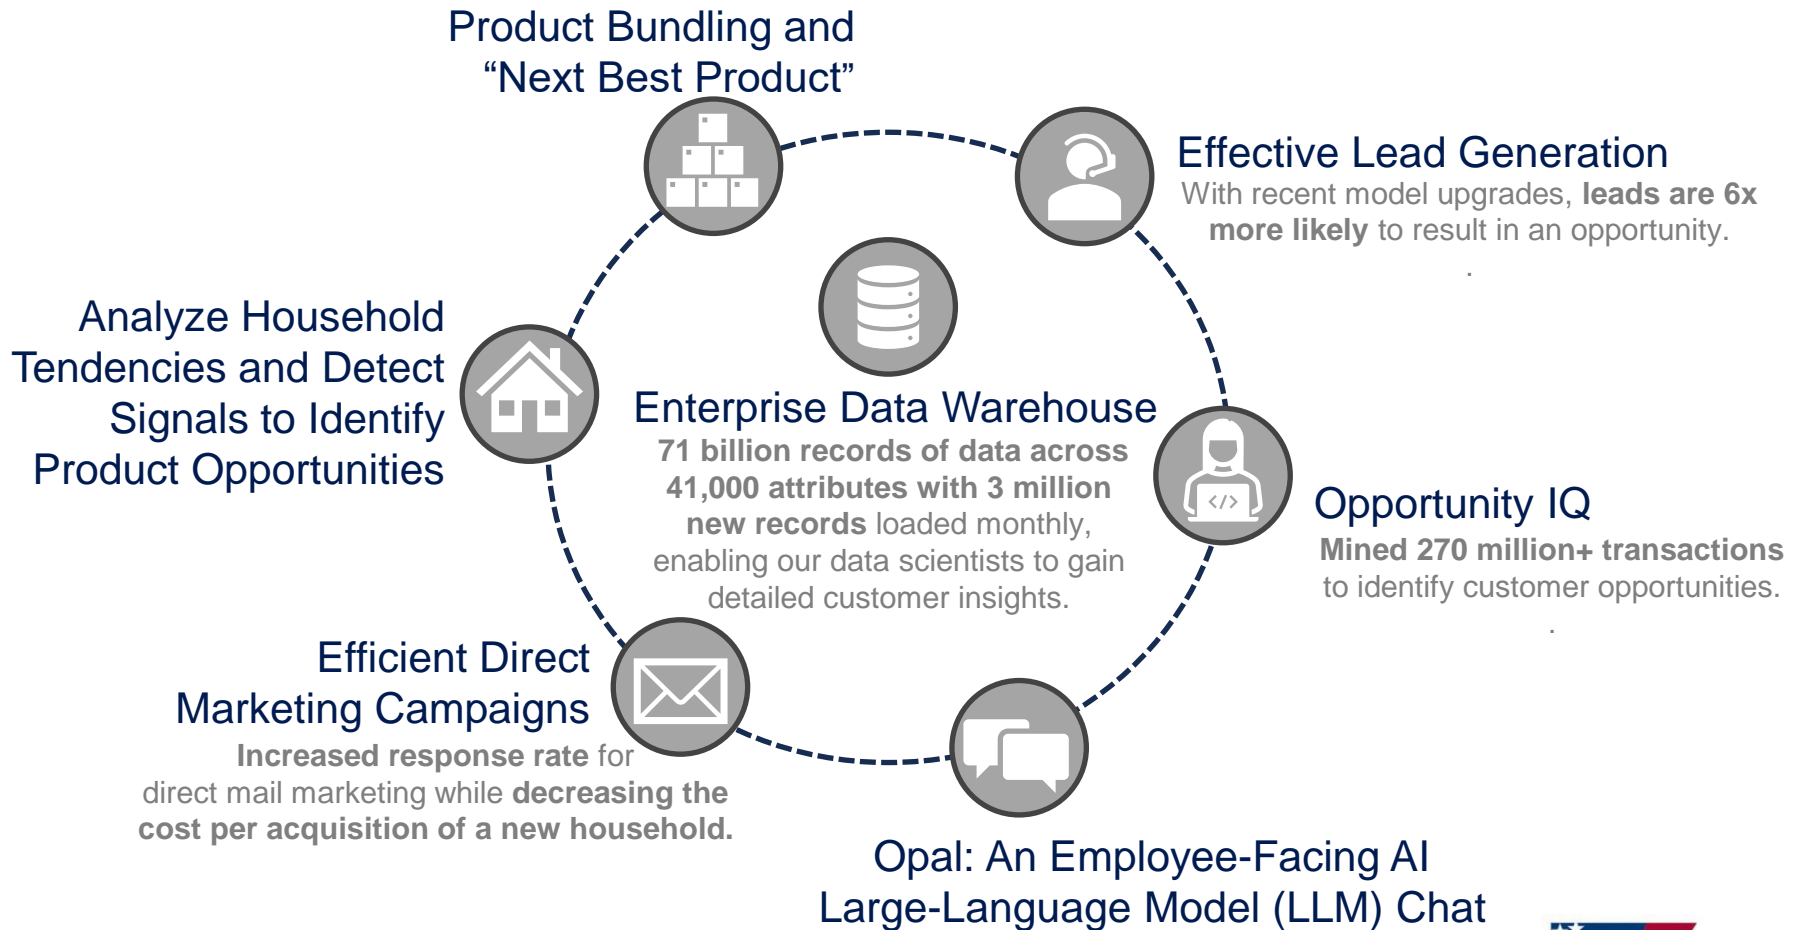 Product Bundling and
“Next Best Product”
Effective Lead Generation
With recent model upgrades, leads are 6x
more likely to result in an opportunity.
.
Analyze Household
Tendencies and Detect
Signals to Identify
Product Opportunities
Enterprise Data Warehouse
71 billion records of data across
41,000 attributes with 3 million
new records loaded monthly,
enabling our data scientists to gain
detailed customer insights.
</>
Opportunity IQ
Mined 270 million+ transactions
to identify customer opportunities.
.
Efficient Direct
Marketing Campaigns
Increased response rate for
direct mail marketing while decreasing the
cost per acquisition of a new household.
Opal: An Employee-Facing AI
Large-Language Model (LLM) Chat